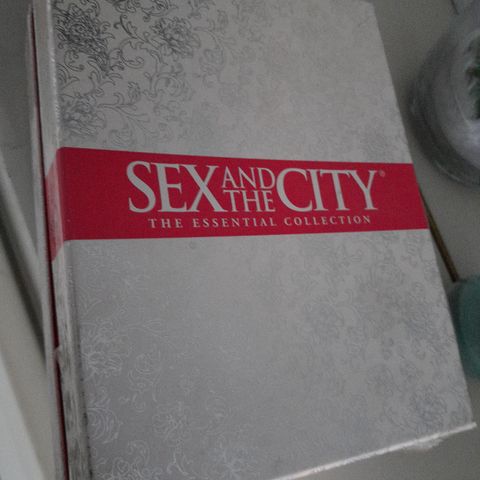 SEX AND THE CITY®
THE ESSENTIAL COLLECTION